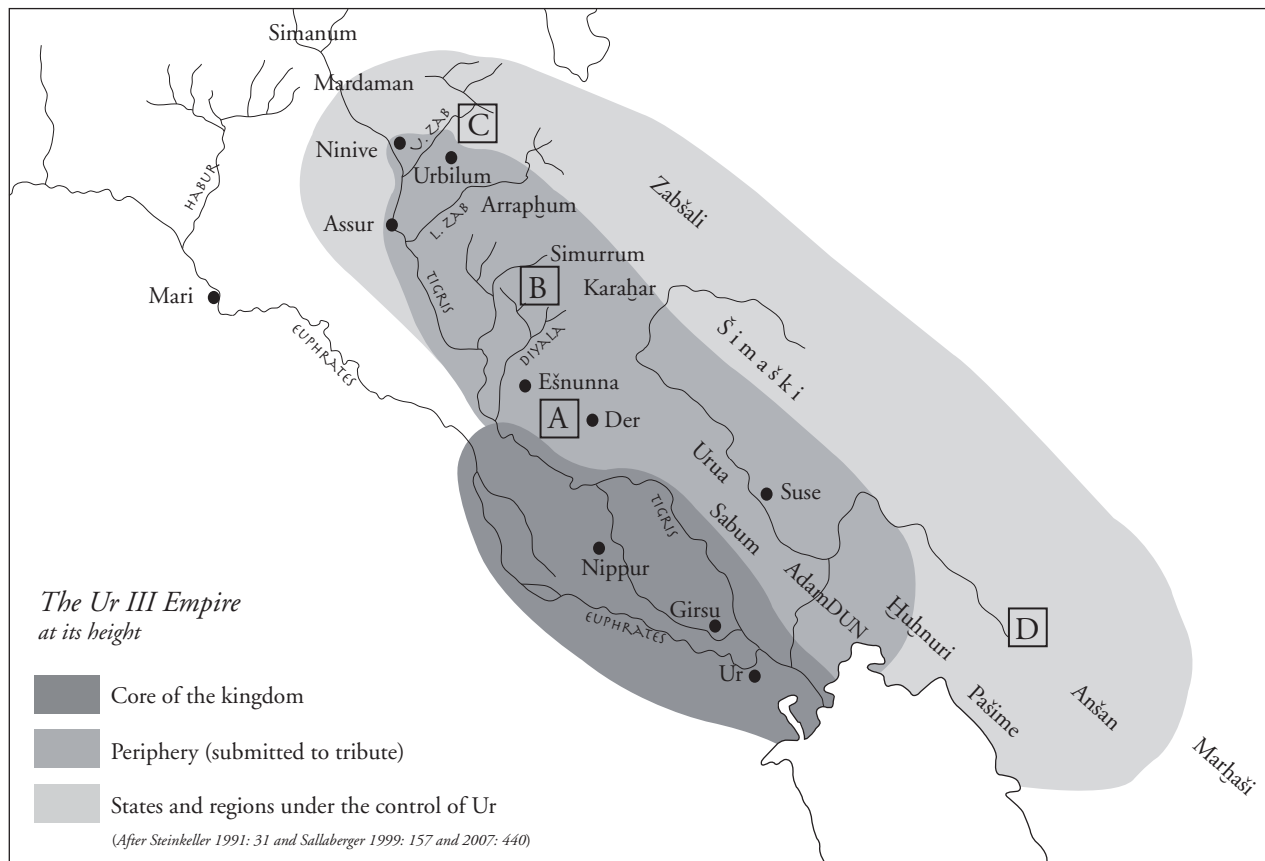 Simanum
Mardaman
U. ZAB
C
Ninive
Urbilum
HABUR
Zabšali
Arrapḫum
L. ZAB
Assur
Simurrum
B
Karaḫar
TIGRIS
Mari
EUPHRATES
DIYALA
Šimaški
Ešnunna
A
Der
Urua
Suse
TIGRIS
Sabum
Nippur
AdamDUN
Girsu
EUPHRATES
Ḫuḫnuri
D
Ur
Pašime
Anšan
Marḫaši
The Ur III Empire
at its height
Core of the kingdom
Periphery (submitted to tribute)
States and regions under the control of Ur
(After Steinkeller 1991: 31 and Sallaberger 1999: 157 and 2007: 440)